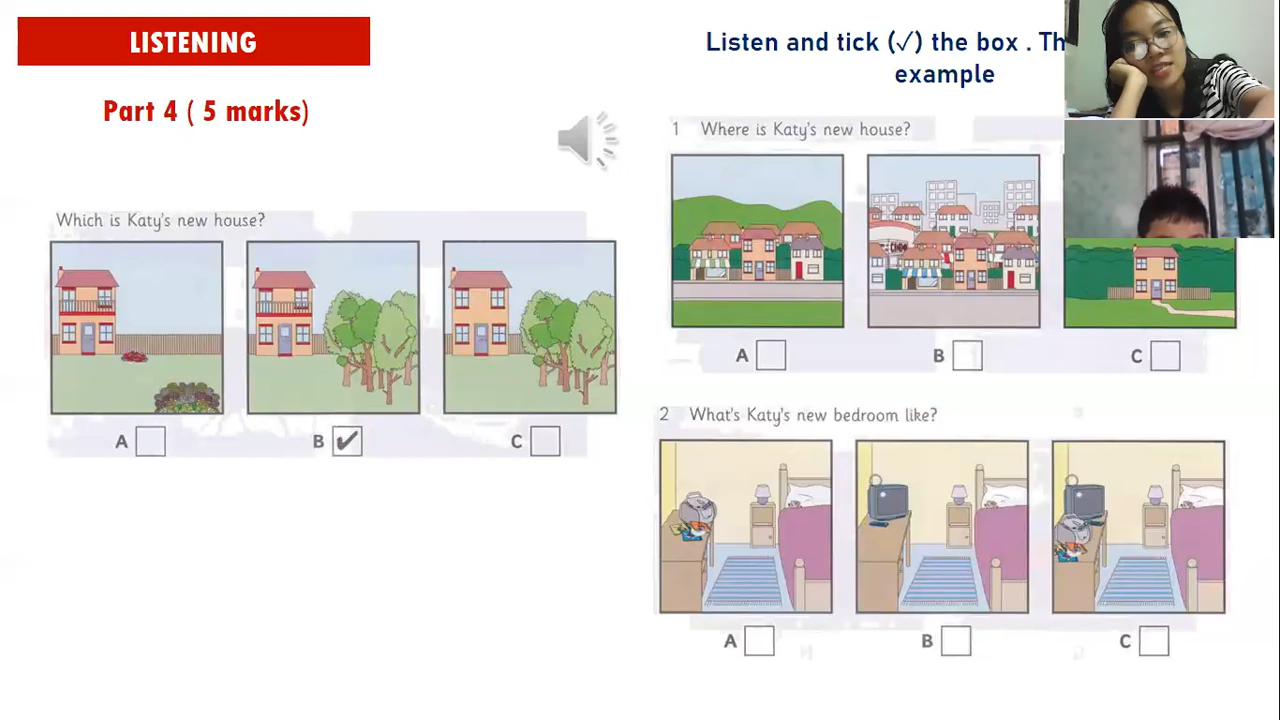 LISTENING
Part 4 ( 5 marks)
Which is Katy's new house?
A
B ✓
C
Listen and tick (✓) the box . Th
example
1 Where is Katy's new house?
A
B
C
2 What's Katy's new bedroom like?
A
B
C